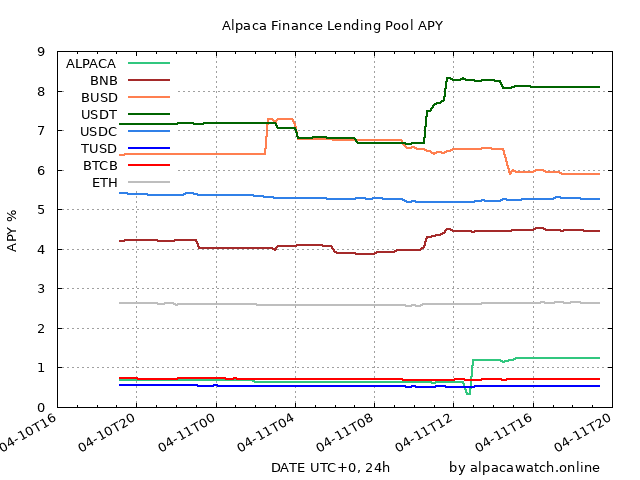 Alpaca Finance Lending Pool APY
9
8
7
6
5
4
3
2
1
0
APY %
ALPACA
BNB
BUSD
USDT
USDC
TUSD
BTCB
ETH
04-10T16
04-10T20
04-11T00
04-11T04
04-11T08
04-11T12
04-11T16
04-11T20
DATE UTC+0, 24h
by alpacawatch.online